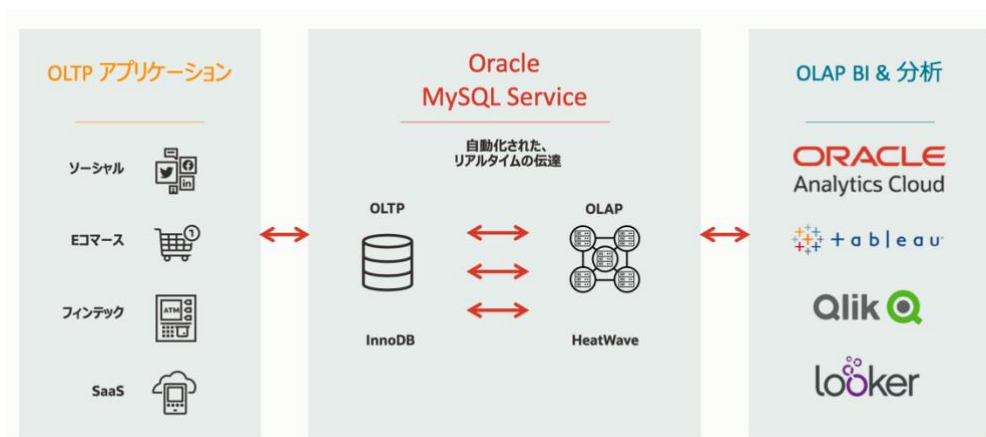 OLTP アプリケーション
ソーシャル
Eコマース
フィンテック
ATM
SaaS
Oracle
MySQL Service
自動化された、
リアルタイムの伝達
OLTP
OLAP
InnoDB
HeatWave
OLAP BI & 分析
ORACLE
Analytics Cloud
+ableau
Qlik
looker